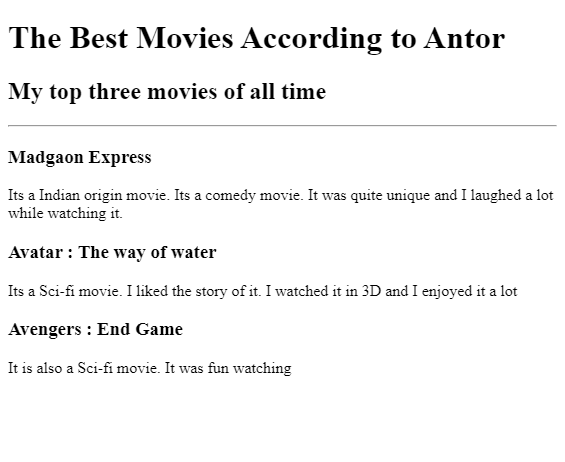 The Best Movies According to Antor
My top three movies of all time
Madgaon Express
Its a Indian origin movie. Its a comedy movie. It was quite unique and I laughed a lot
while watching it.
Avatar : The way of water
Its a Sci-fi movie. I liked the story of it. I watched it in 3D and I enjoyed it a lot
Avengers : End Game
It is also a Sci-fi movie. It was fun watching